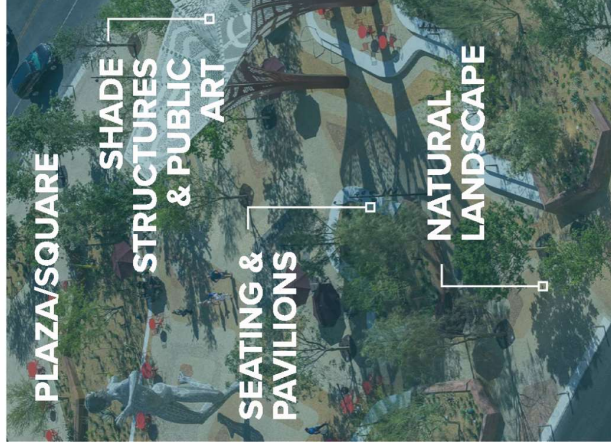 PLAZA/SQUARE
SHADE
STRUCTURES
& PUBLIC
ART
SEATING &
PAVILIONS
NATURAL
LANDSCAPE